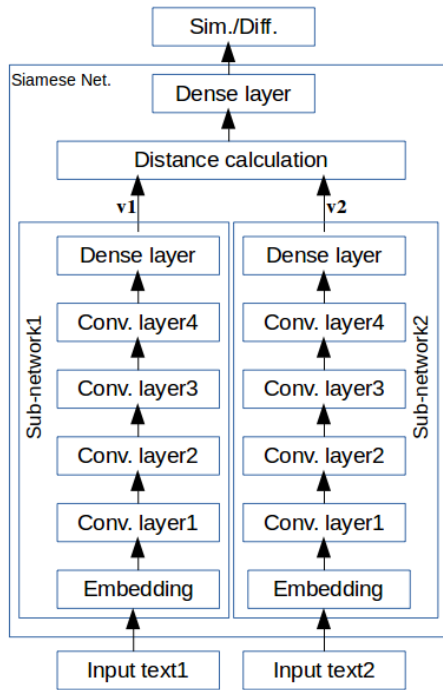 Sim./Diff.
Siamese Net.
Dense layer
Distance calculation
v1
v2
Sub-network1
Dense layer
Conv. layer4
Conv. layer3
Conv. layer2
Conv. layer1
Embedding
Input text1
Sub-network2
Dense layer
Conv. layer4
Conv. layer3
Conv. layer2
Conv. layer1
Embedding
Input text2